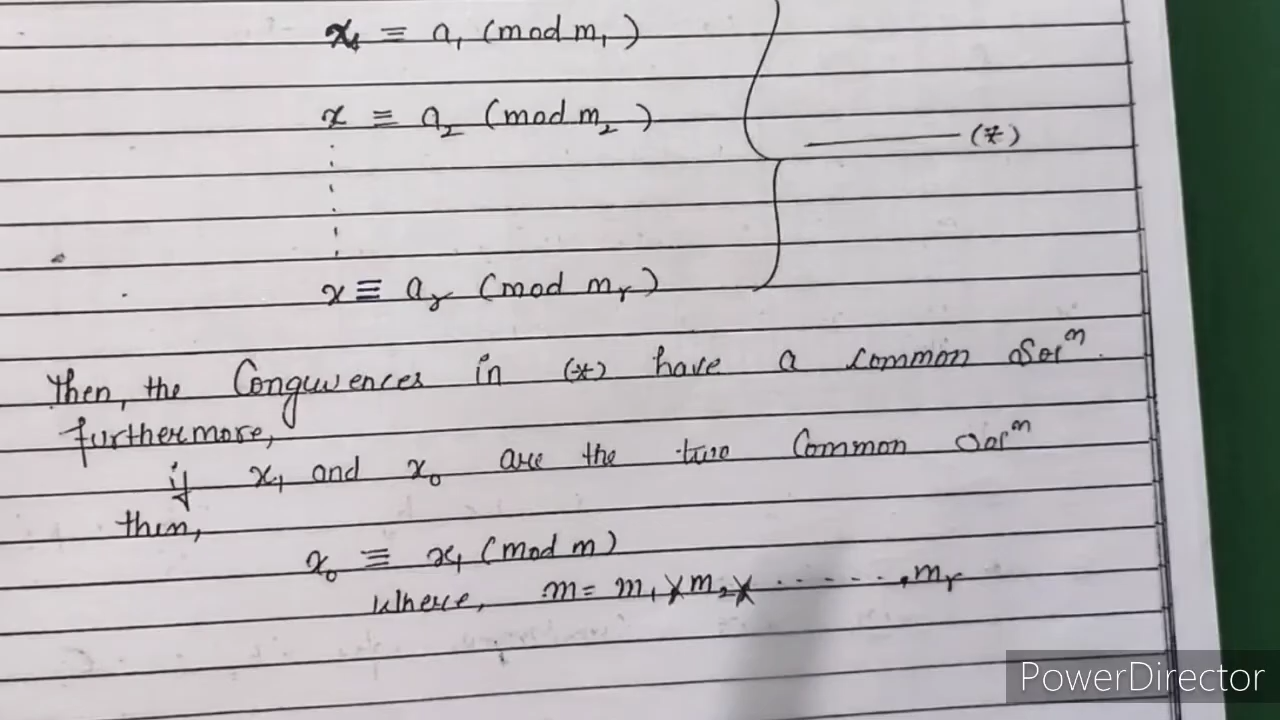 x₁ ≡ a₁ (mod m₁)
x ≡ a₂ (mod m₂)
(*)
x ≡ aᵣ (mod mᵣ)
Then, the Congruences in (*) have a common Solⁿ.
furthermore,
if x₁ and x₀ are the two Common Solⁿ
then,
x₀ ≡ x₁ (mod m)
where, m = m₁ × m₂ × ....... . mᵣ
PowerDirector